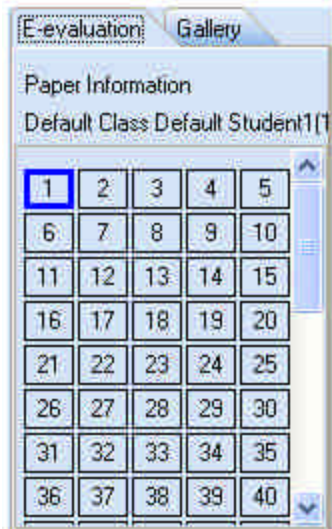 E-evaluation Gallery
Paper Information
Default Class Default Student1(1
1 2 3 4 5
6 7 8 9 10
11 12 13 14 15
16 17 18 19 20
21 22 23 24 25
26 27 28 29 30
31 32 33 34 35
36 37 38 39 40